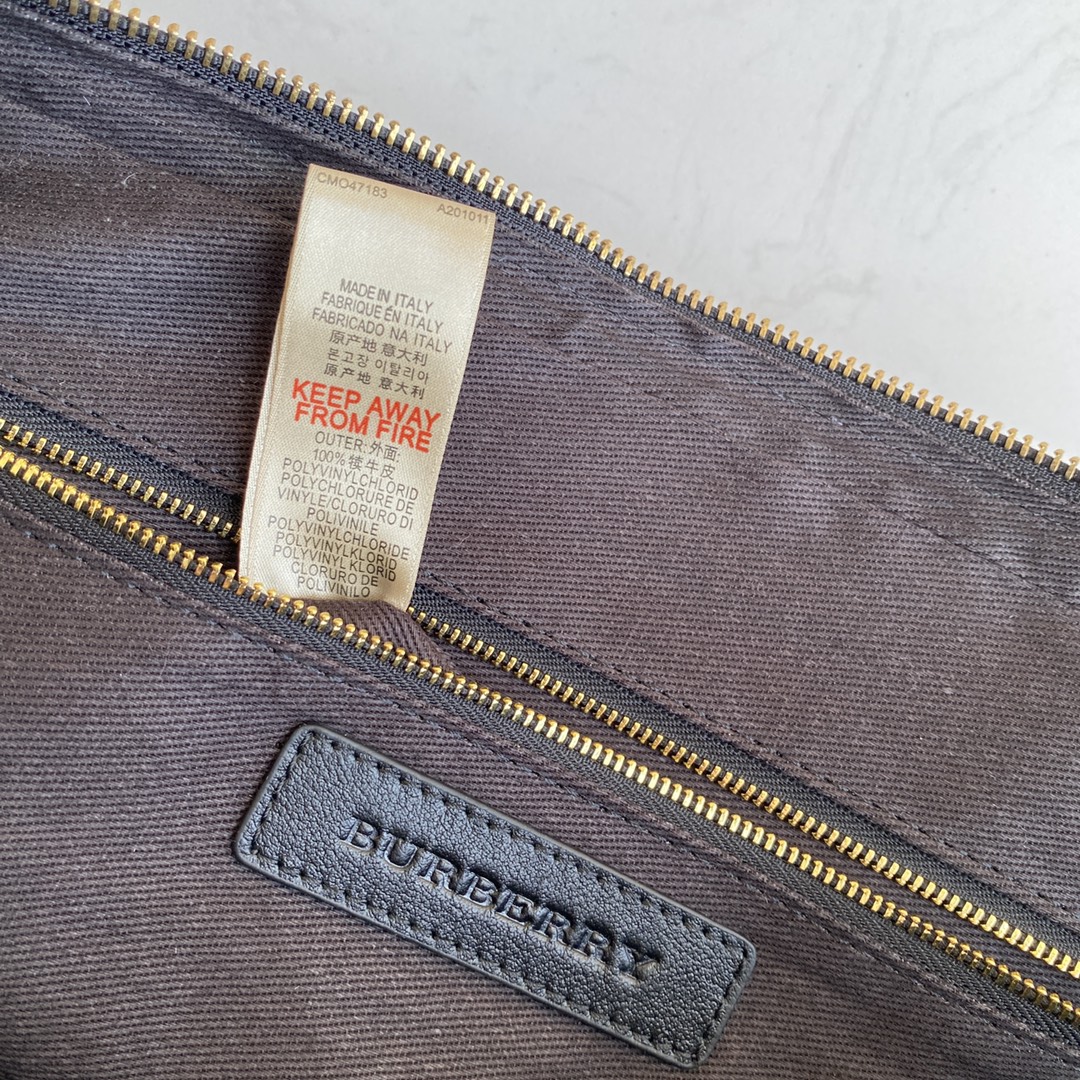 CMO47183
A201011
MADE IN ITALY
FABRIQUE EN ITALY
FABRICADO NA ITALY
原产地 意大利
본고장 이탈리아
原产地 意大利
KEEP AWAY
FROM FIRE
OUTER:外面:
100%犊牛皮
POLYVINYLCHLORID
POLYCHLORURE DE
VINYLE/CLORURO DI
POLIVINILE
POLYVINYLCHLORIDE
POLYVINYLKLORID
POLYVINYLKLORID
CLORURO DE
POLIVINILO
BURBERRY